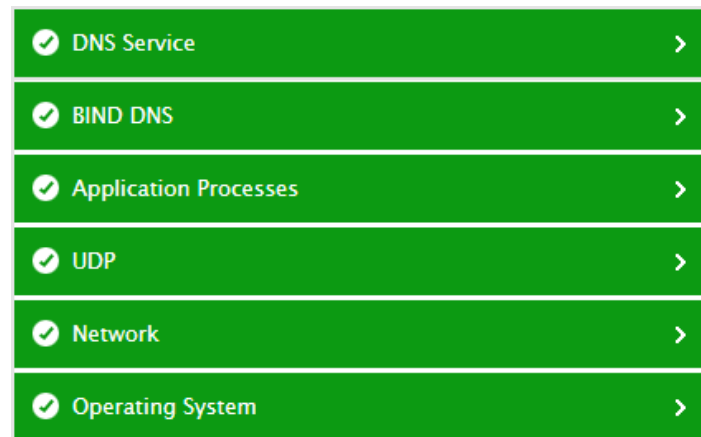 DNS Service
BIND DNS
Application Processes
UDP
Network
Operating System